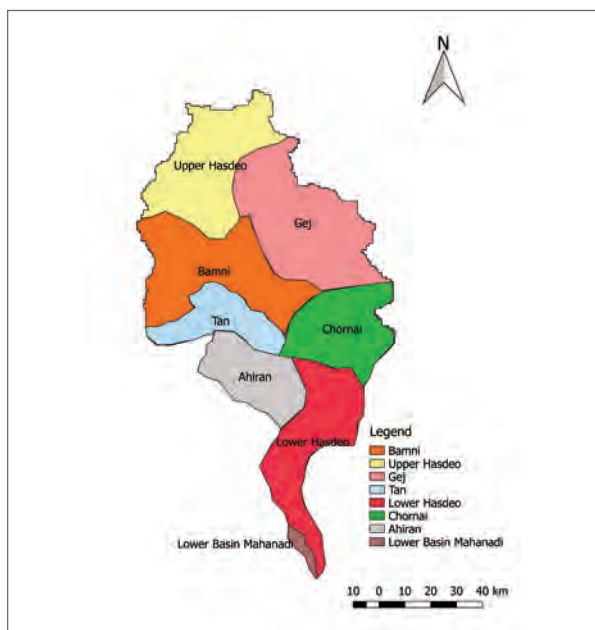 N
Upper Hasdeo
Gej
Bamni
Tan
Chornai
Ahiran
Lower Hasdeo
Lower Basin Mahanadi
Legend
Bamni
Upper Hasdeo
Gej
Tan
Lower Hasdeo
Chornai
Ahiran
Lower Basin Mahanadi
10 0 10 20 30 40 km